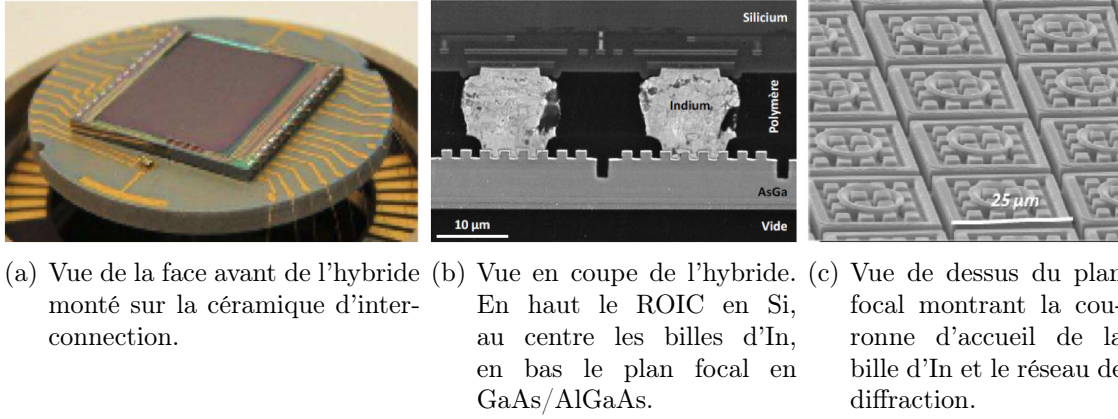 Silicium
Indium
Polymère
AsGa
10 µm
Vide
25 µm
(a) Vue de la face avant de l'hybride
monté sur la céramique d'inter-
connection.
(b) Vue en coupe de l'hybride.
En haut le ROIC en Si,
au centre les billes d'In,
en bas le plan focal en
GaAs/AlGaAs.
(c) Vue de dessus du plan
focal montrant la cou-
ronne d'accueil de la
bille d'In et le réseau de
diffraction.